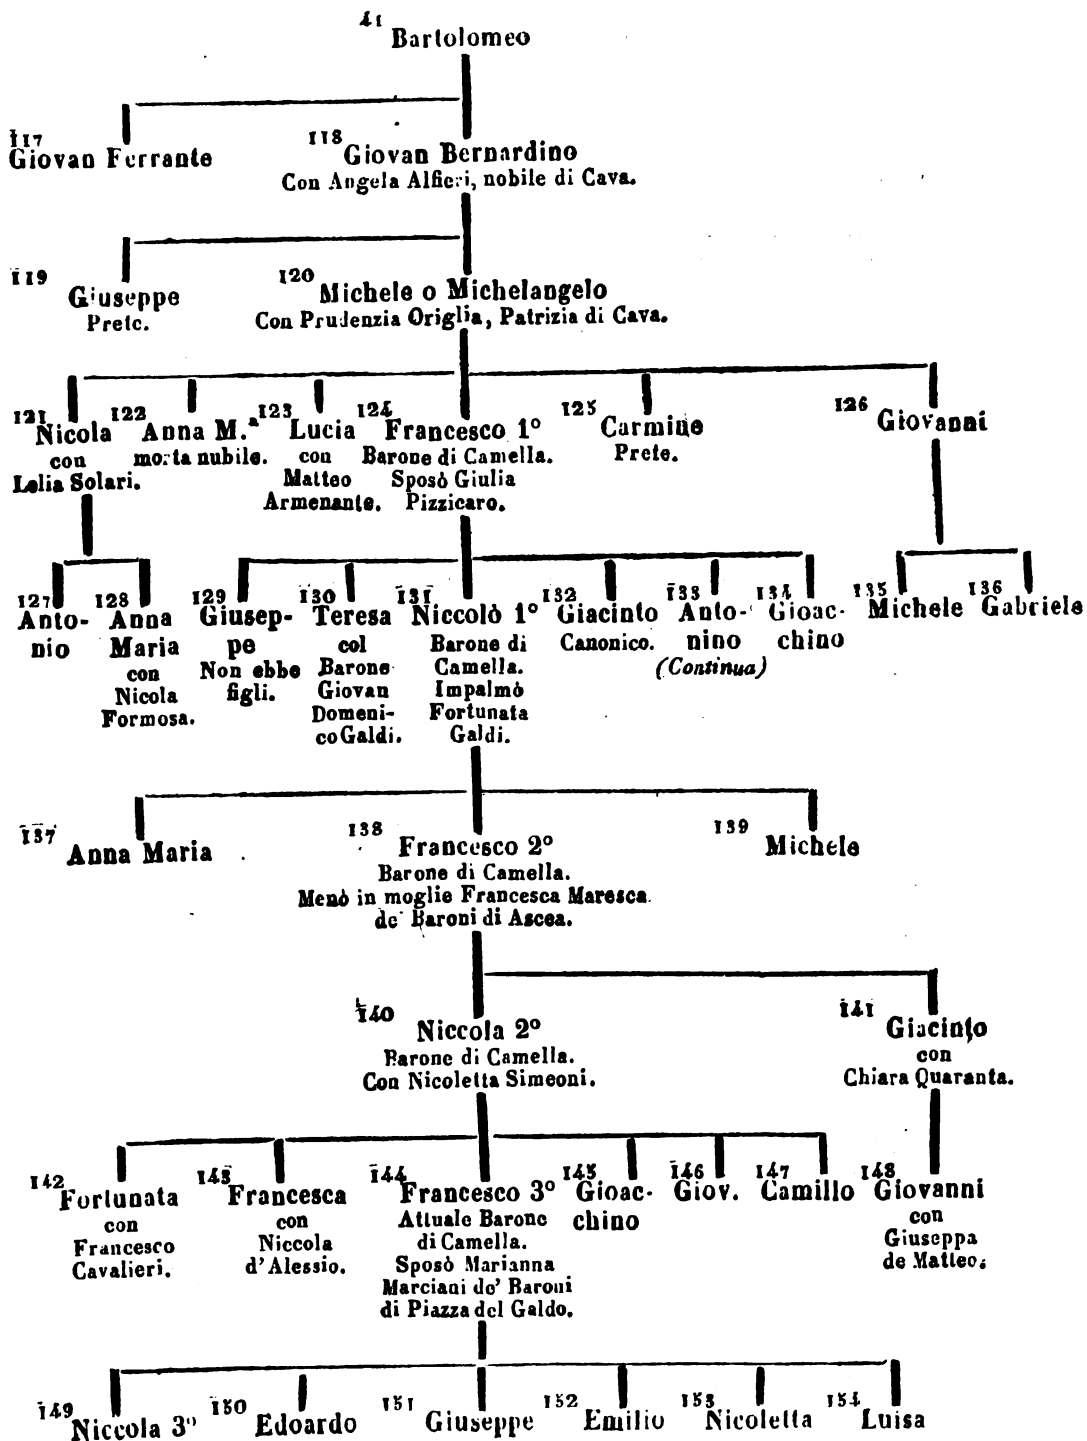 41
Bartolomeo
117
Giovan Ferrante
118
Giovan Bernardino
Con Angela Alfieri, nobile di Cava.
119
Giuseppe
Prete.
120
Michele o Michelangelo
Con Prudenzia Origlia, Patrizia di Cava.
121
Nicola
con
Lelia Solari.
122
Anna M.ª
morta nubile.
123
Lucia
con
Matteo
Armenante.
124
Francesco 1º
Barone di Camella.
Sposò Giulia
Pizzicaro.
125
Carmine
Prete.
126
Giovanni
127
Anto-
nio
128
Anna
Maria
con
Nicola
Formosa.
129
Giusep-
pe
Non ebbe
figli.
130
Teresa
col
Barone
Giovan
Domeni-
co Galdi.
131
Niccolò 1º
Barone di
Camella.
Impalmò
Fortunata
Galdi.
132
Giacinto
Canonico.
133
Anto-
nino
(Continua)
134
Gioac-
chino
135
Michele
136
Gabriele
137
Anna Maria
138
Francesco 2º
Barone di Camella.
Menò in moglie Francesca Maresca
de' Baroni di Ascea.
139
Michele
140
Niccola 2º
Barone di Camella.
Con Nicoletta Simeoni.
141
Giacinto
con
Chiara Quaranta.
142
Fortunata
con
Francesco
Cavalieri.
143
Francesca
con
Niccola
d'Alessio.
144
Francesco 3º
Attuale Barone
di Camella.
Sposò Marianna
Marciani de' Baroni
di Piazza del Galdo.
145
Gioac-
chino
146
Giov.
147
Camillo
148
Giovanni
con
Giuseppa
de Matteo.
149
Niccola 3º
150
Edoardo
151
Giuseppe
152
Emilio
153
Nicoletta
154
Luisa